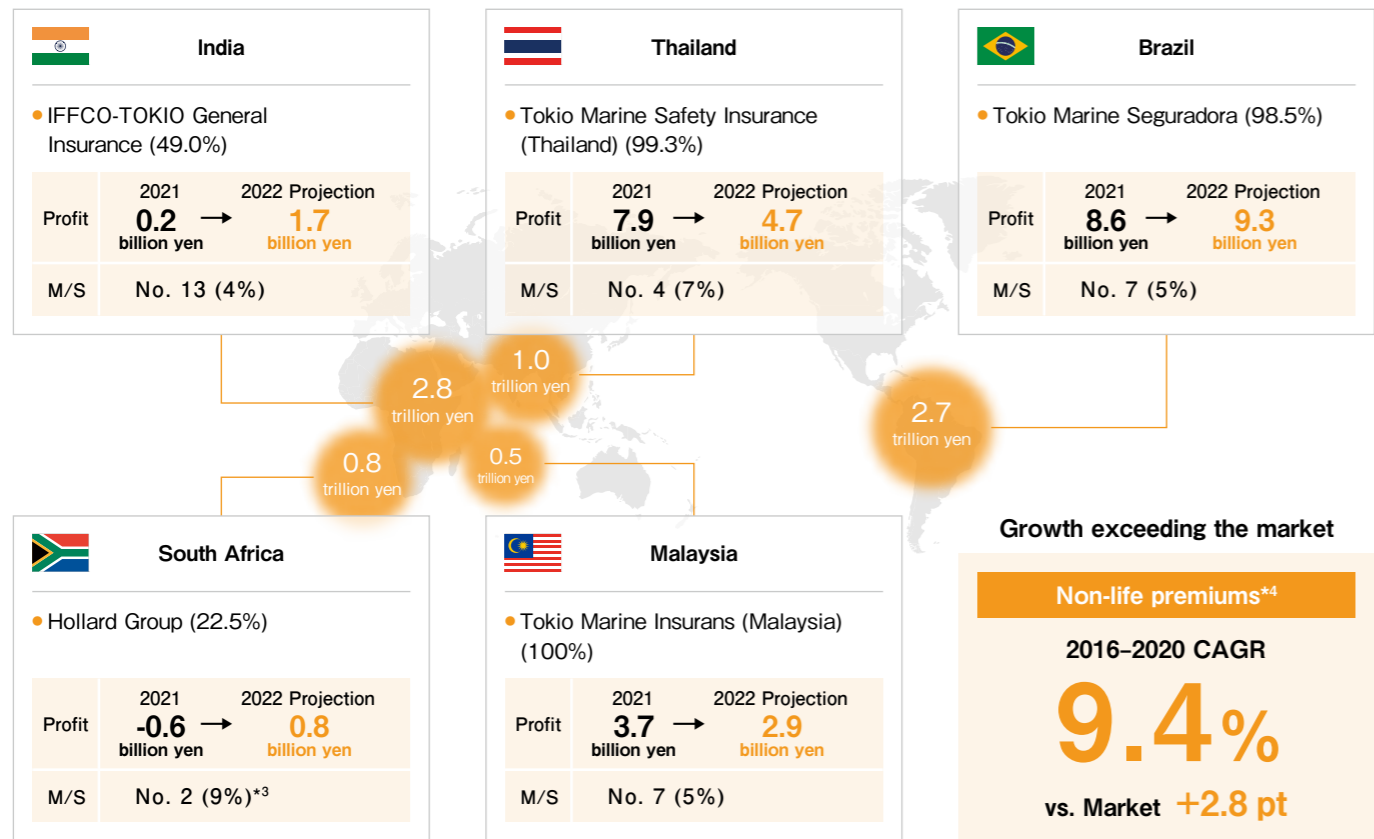 India
• IFFCO-TOKIO General
Insurance (49.0%)
2021 2022 Projection
Profit 0.2 → 1.7
billion yen billion yen
M/S No. 13 (4%)
Thailand
• Tokio Marine Safety Insurance
(Thailand) (99.3%)
2021 2022 Projection
Profit 7.9 → 4.7
billion yen billion yen
M/S No. 4 (7%)
Brazil
• Tokio Marine Seguradora (98.5%)
2021 2022 Projection
Profit 8.6 → 9.3
billion yen billion yen
M/S No. 7 (5%)
2.8
trillion yen
1.0
trillion yen
2.7
trillion yen
0.8
trillion yen
0.5
trillion yen
South Africa
• Hollard Group (22.5%)
2021 2022 Projection
Profit -0.6 → 0.8
billion yen billion yen
M/S No. 2 (9%)*3
Malaysia
• Tokio Marine Insurans (Malaysia)
(100%)
2021 2022 Projection
Profit 3.7 → 2.9
billion yen billion yen
M/S No. 7 (5%)
Growth exceeding the market
Non-life premiums*4
2016–2020 CAGR
9.4%
vs. Market +2.8 pt